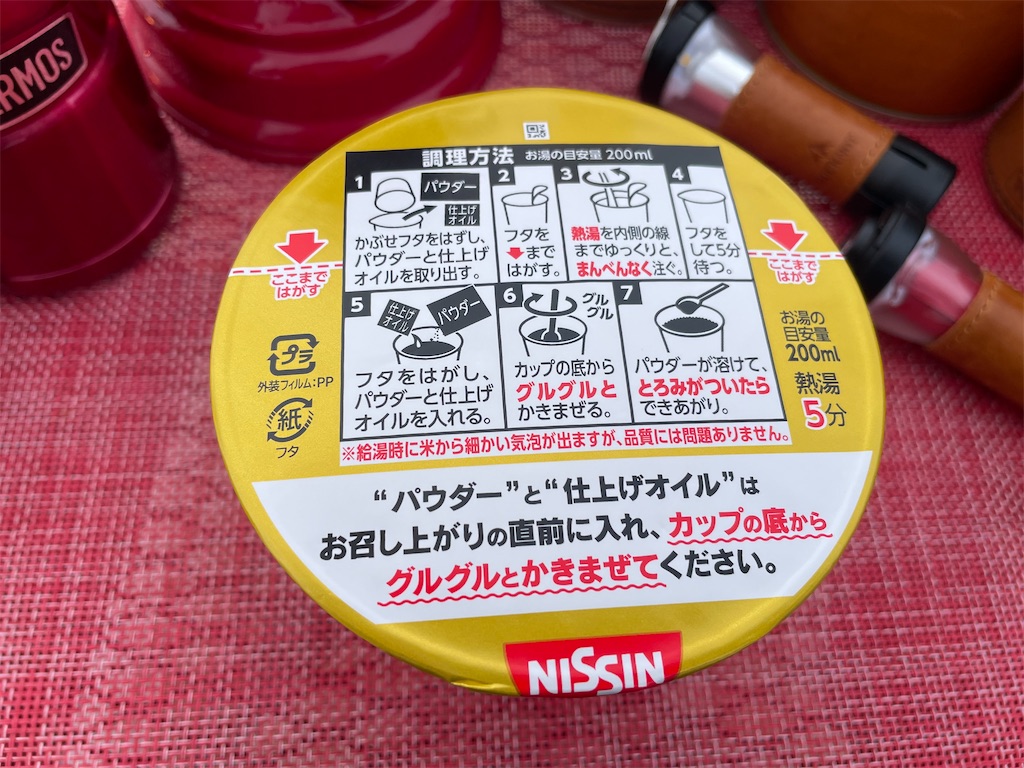 調理方法 お湯の目安量 200ml
1
パウダー
仕上げ
オイル
かぶせフタをはずし、
パウダーと仕上げ
オイルを取り出す。
2
フタを
まで
はがす。
3
熱湯を内側の線
までゆっくりと、
まんべんなく注ぐ。
4
フタを
して5分
待つ。
ここまで
はがす
ここまで
はがす
5
仕上げ
オイル
パウダー
フタをはがし、
パウダーと仕上げ
オイルを入れる。
6
グル
グル
カップの底から
グルグルと
かきまぜる。
7
パウダーが溶けて、
とろみがついたら
できあがり。
※給湯時に米から細かい気泡が出ますが、品質には問題ありません。
プラ
外装フィルム:PP
紙
フタ
お湯の
目安量
200ml
熱湯
5分
“パウダー”と“仕上げオイル”は
お召し上がりの直前に入れ、カップの底から
グルグルとかきまぜてください。
NISSIN
ERMOS